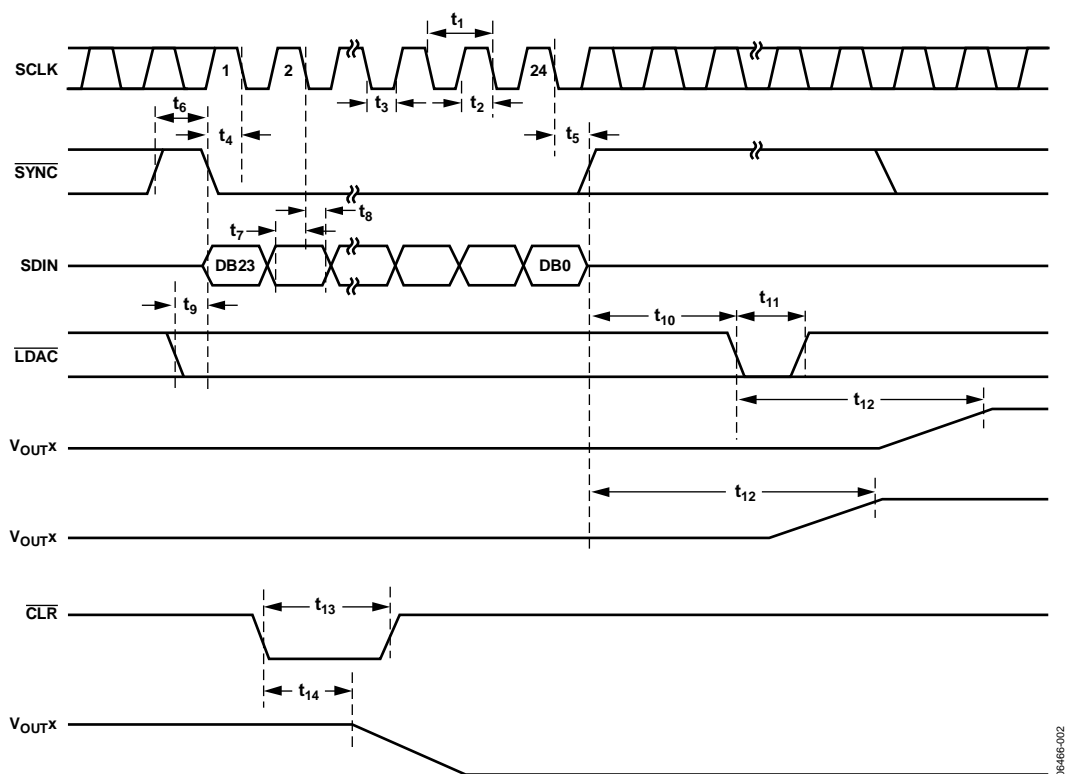 t1
SCLK
1
2
24
t6
t3
t2
t4
t5
SYNC
t8
t7
SDIN
DB23
DB0
t9
t10
t11
LDAC
t12
VOUTX
t12
VOUTX
CLR
t13
t14
VOUTX
06466-002